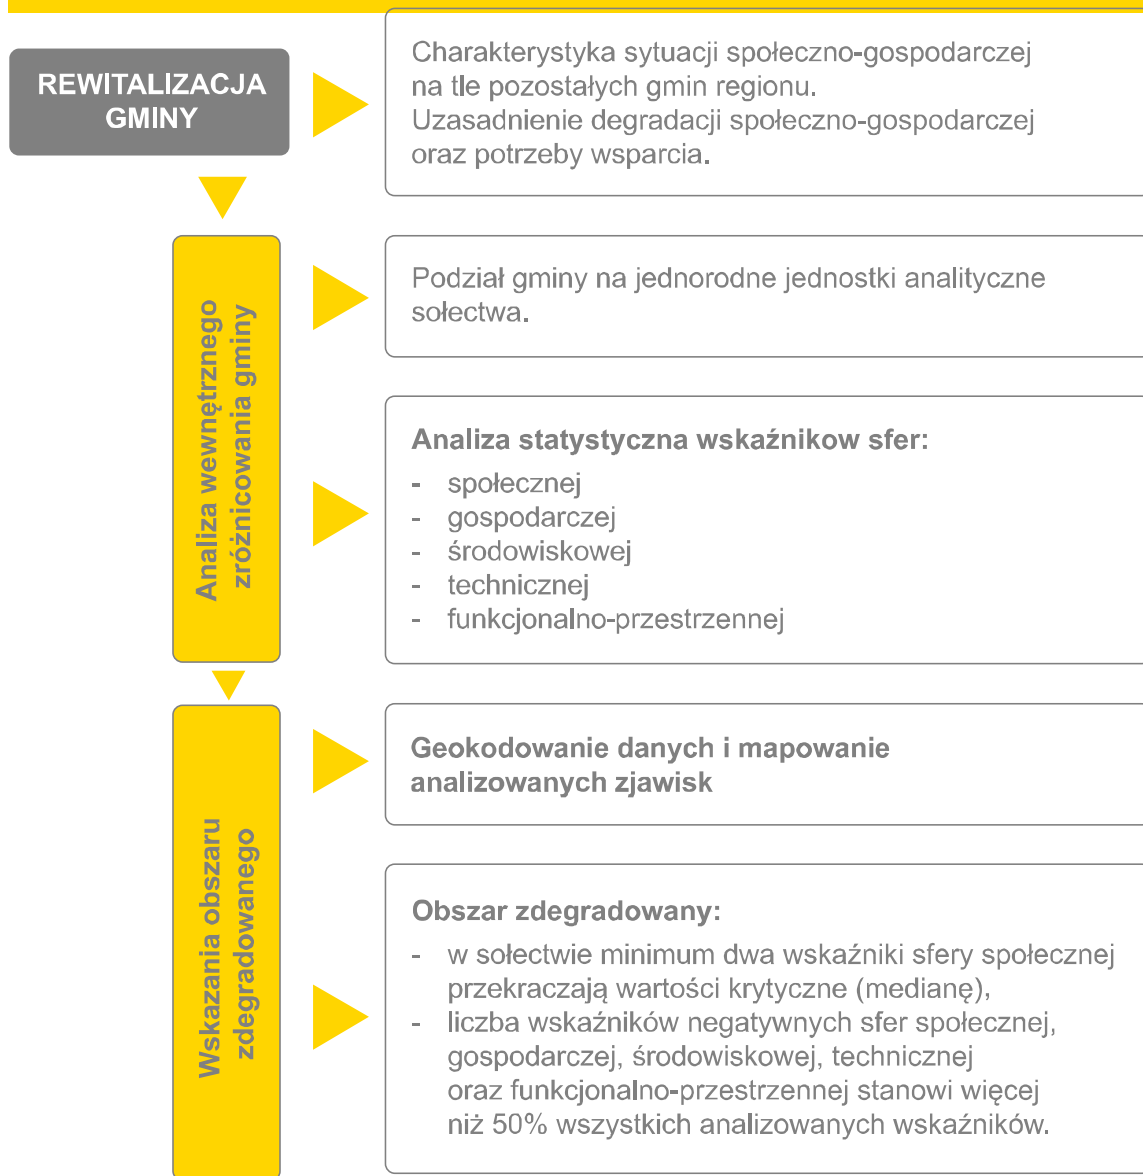 REWITALIZACJA
GMINY
Charakterystyka sytuacji społeczno-gospodarczej
na tle pozostałych gmin regionu.
Uzasadnienie degradacji społeczno-gospodarczej
oraz potrzeby wsparcia.
Analiza wewnętrznego
zróżnicowania gminy
Podział gminy na jednorodne jednostki analityczne
sołectwa.
Analiza statystyczna wskaźnikow sfer:
- społecznej
- gospodarczej
- środowiskowej
- technicznej
- funkcjonalno-przestrzennej
Wskazania obszaru
zdegradowanego
Geokodowanie danych i mapowanie
analizowanych zjawisk
Obszar zdegradowany:
- w sołectwie minimum dwa wskaźniki sfery społecznej
przekraczają wartości krytyczne (medianę),
- liczba wskaźników negatywnych sfer społecznej,
gospodarczej, środowiskowej, technicznej
oraz funkcjonalno-przestrzennej stanowi więcej
niż 50% wszystkich analizowanych wskaźników.